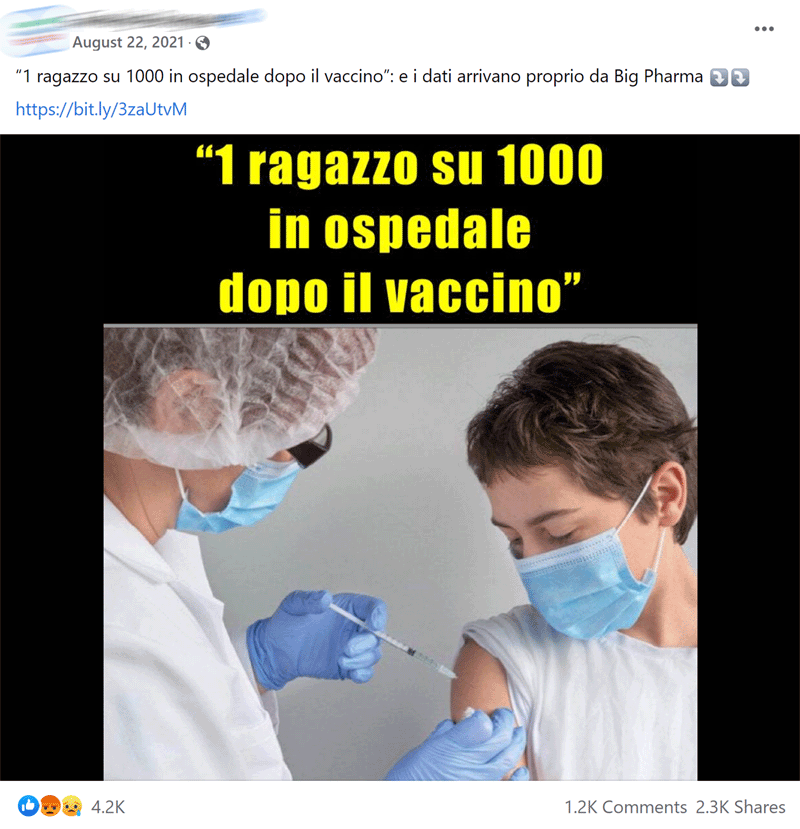 August 22, 2021 ·
“1 ragazzo su 1000 in ospedale dopo il vaccino”: e i dati arrivano proprio da Big Pharma ⤵️⤵️
https://bit.ly/3zaUtvM
“1 ragazzo su 1000
in ospedale
dopo il vaccino”
4.2K
1.2K Comments 2.3K Shares